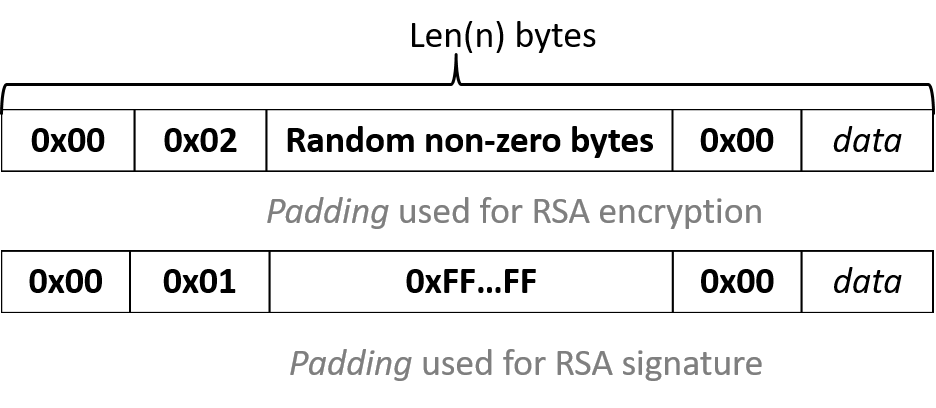 Len(n) bytes
0x00 0x02 Random non-zero bytes 0x00 data
Padding used for RSA encryption
0x00 0x01 0xFF...FF 0x00 data
Padding used for RSA signature